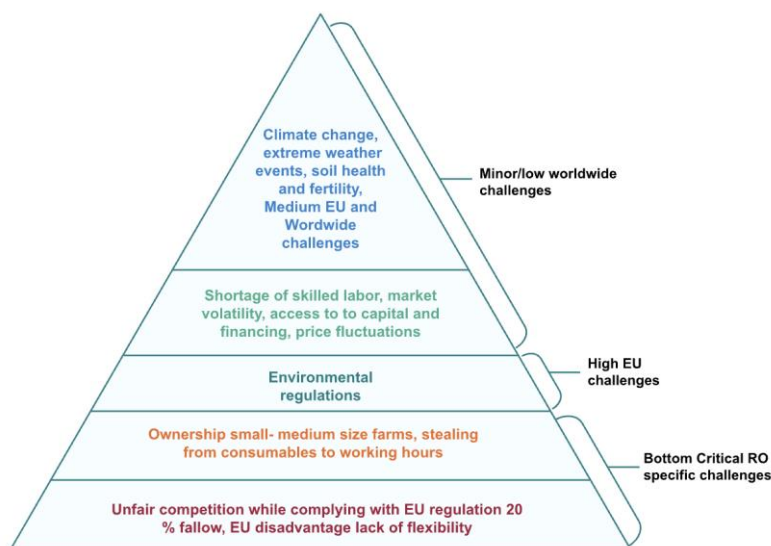 Climate change,
extreme weather
events, soil health
and fertility,
Medium EU and
Wordwide
challenges
Minor/low worldwide
challenges
Shortage of skilled labor, market
volatility, access to to capital and
financing, price fluctuations
Environmental
regulations
High EU
challenges
Ownership small- medium size farms, stealing
from consumables to working hours
Unfair competition while complying with EU regulation 20
% fallow, EU disadvantage lack of flexibility
Bottom Critical RO
specific challenges